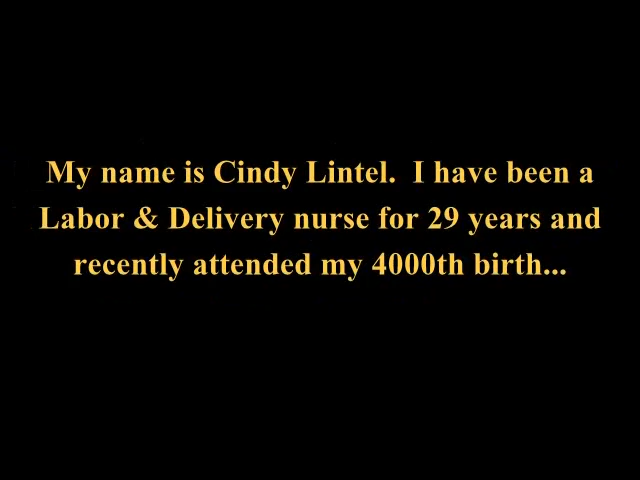 My name is Cindy Lintel.  I have been a
Labor & Delivery nurse for 29 years and
recently attended my 4000th birth...